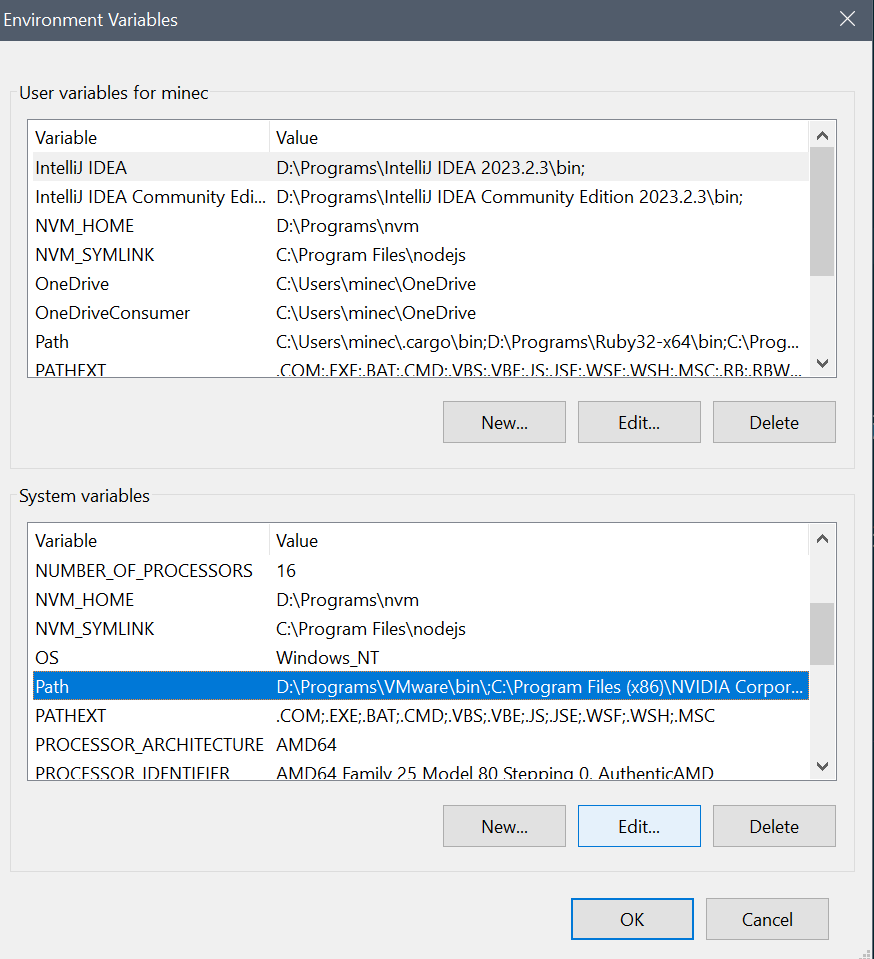 Environment Variables
User variables for minec
Variable Value
IntelliJ IDEA D:\Programs\IntelliJ IDEA 2023.2.3\bin;
IntelliJ IDEA Community Edi... D:\Programs\IntelliJ IDEA Community Edition 2023.2.3\bin;
NVM_HOME D:\Programs\nvm
NVM_SYMLINK C:\Program Files\nodejs
OneDrive C:\Users\minec\OneDrive
OneDriveConsumer C:\Users\minec\OneDrive
Path C:\Users\minec\.cargo\bin;D:\Programs\Ruby32-x64\bin;C:\Prog...
PATHEXT .COM;.EXE;.BAT;.CMD;.VBS;.VBE;.JS;.JSE;.WSF;.WSH;.MSC;.RB;.RBW...
New... Edit... Delete
System variables
Variable Value
NUMBER_OF_PROCESSORS 16
NVM_HOME D:\Programs\nvm
NVM_SYMLINK C:\Program Files\nodejs
OS Windows_NT
Path D:\Programs\VMware\bin\;C:\Program Files (x86)\NVIDIA Corpor...
PATHEXT .COM;.EXE;.BAT;.CMD;.VBS;.VBE;.JS;.JSE;.WSF;.WSH;.MSC
PROCESSOR_ARCHITECTURE AMD64
PROCESSOR_IDENTIFIER AMD64 Family 25 Model 80 Stepping 0, AuthenticAMD
New... Edit... Delete
OK Cancel